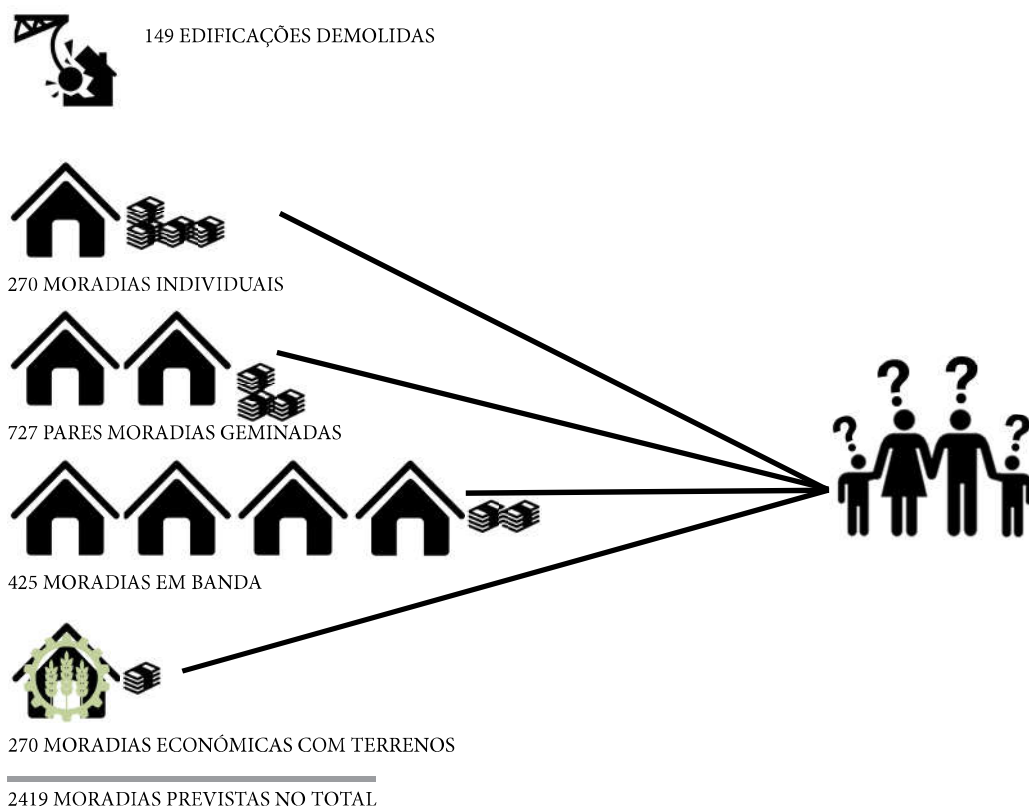 149 EDIFICAÇÕES DEMOLIDAS
270 MORADIAS INDIVIDUAIS
727 PARES MORADIAS GEMINADAS
425 MORADIAS EM BANDA
270 MORADIAS ECONÓMICAS COM TERRENOS
2419 MORADIAS PREVISTAS NO TOTAL
? ? ? ?